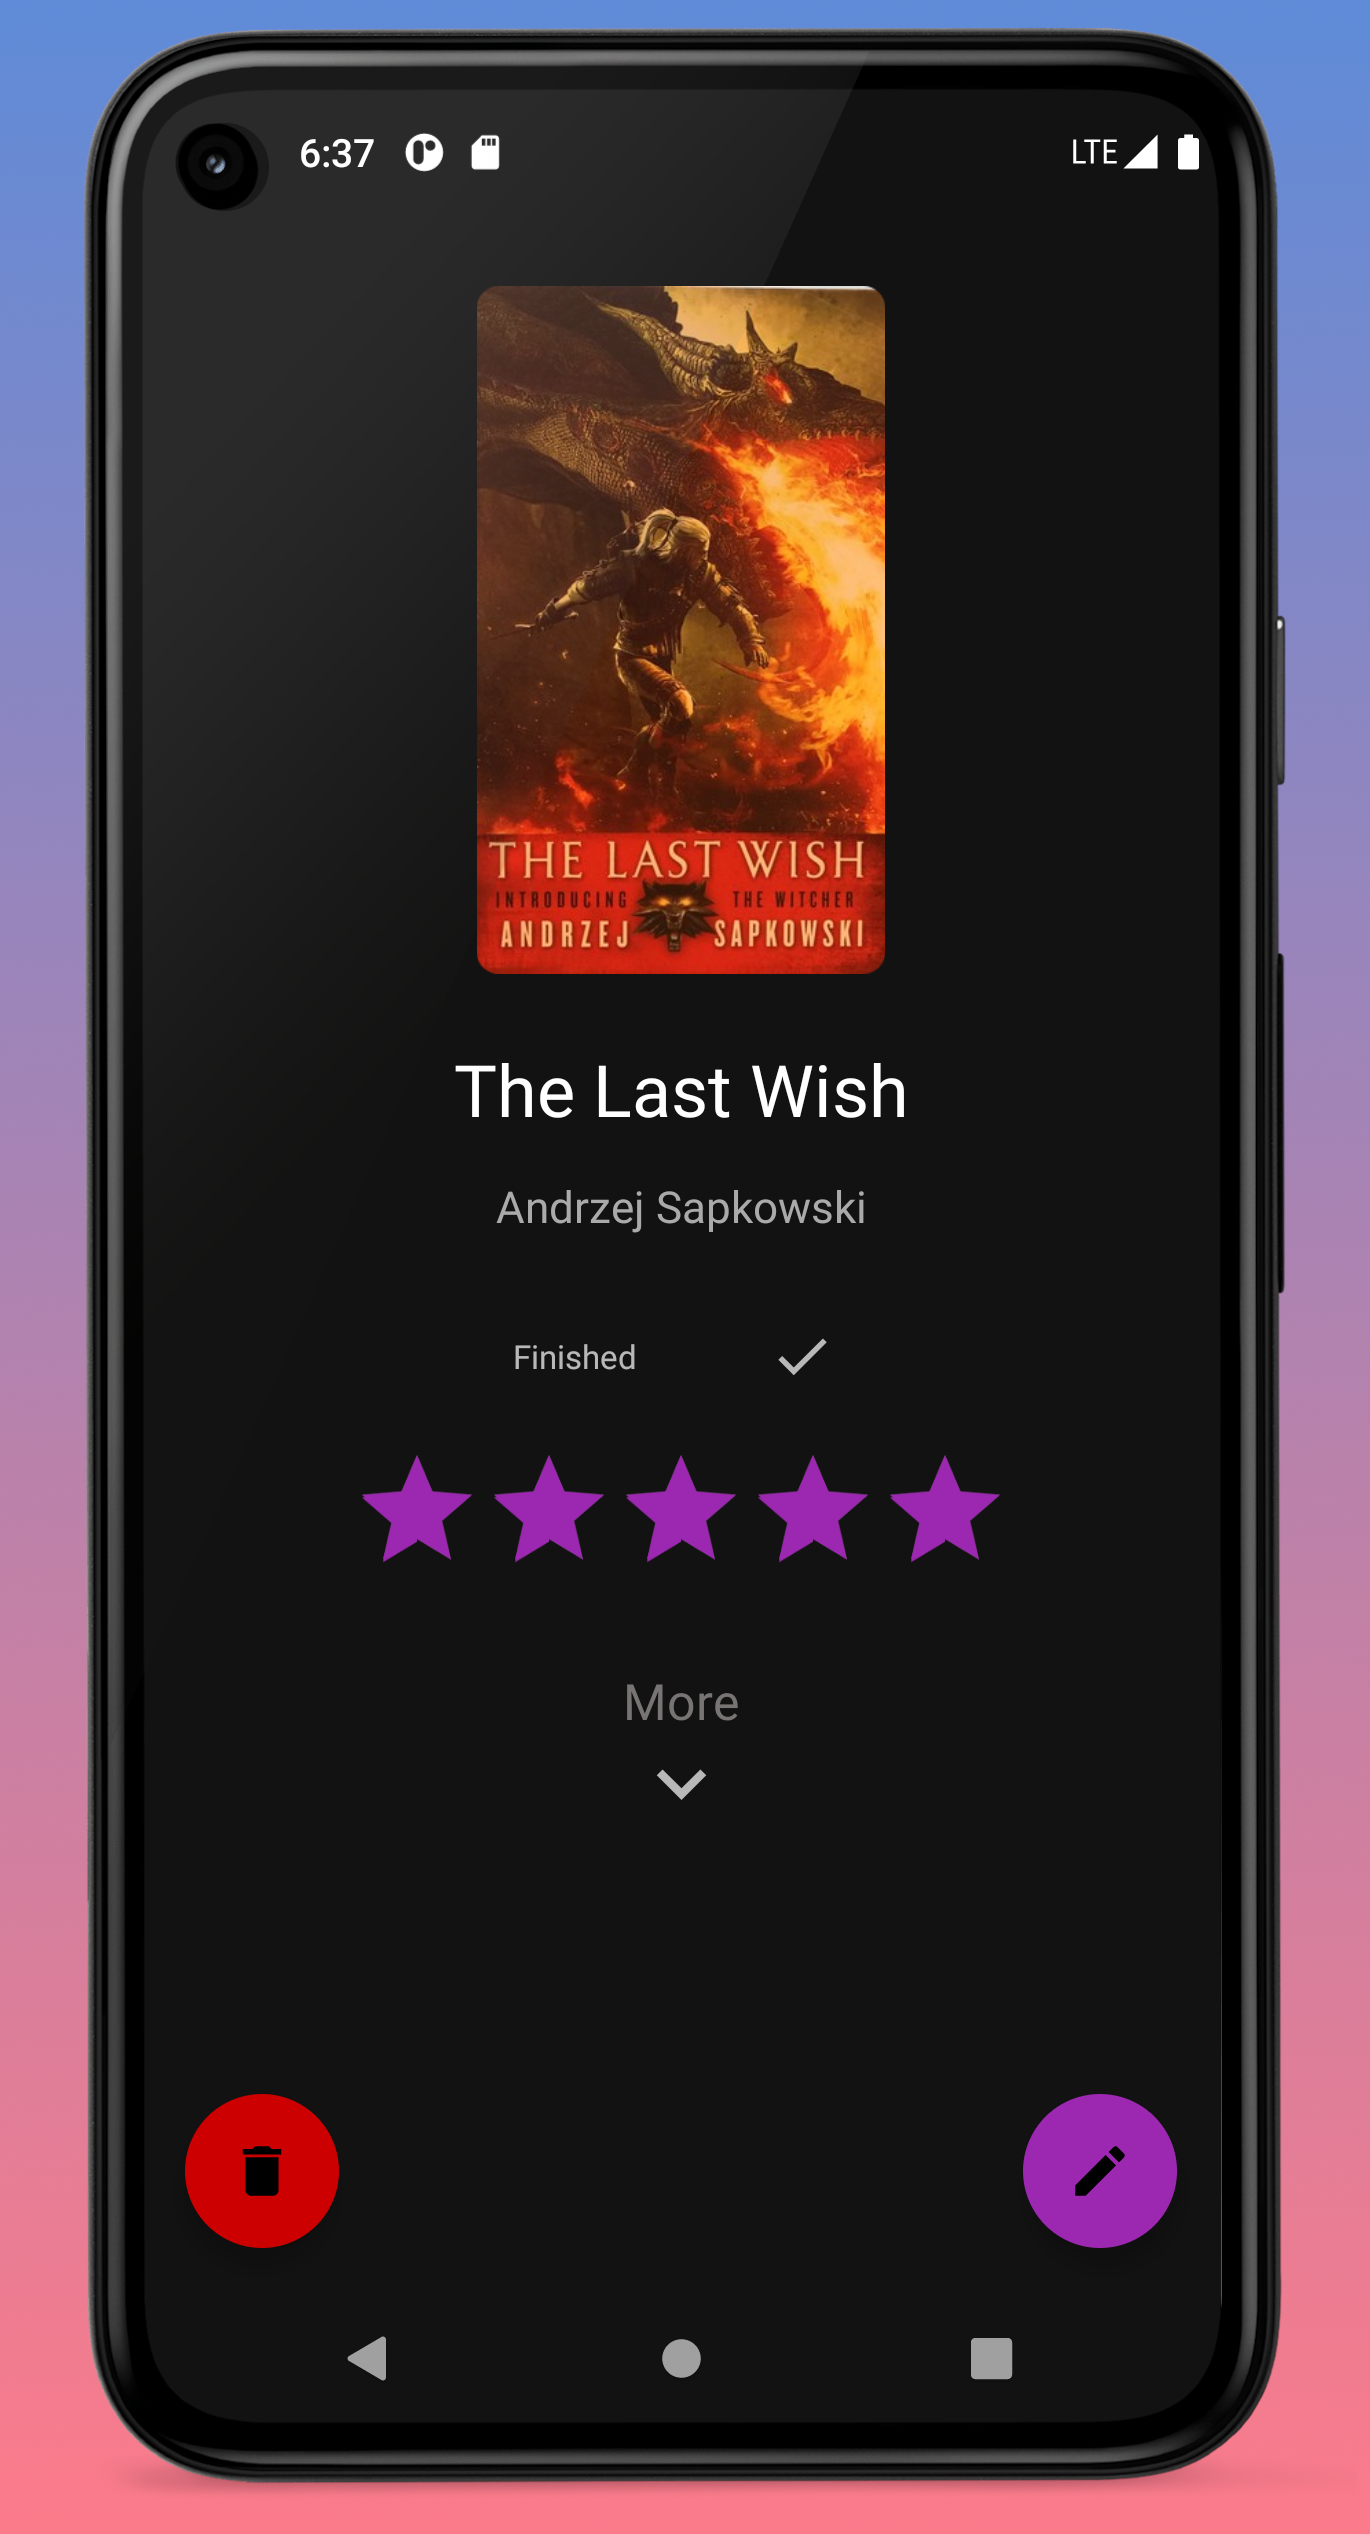 6:37
LTE
THE LAST WISH
INTRODUCING THE WITCHER
ANDRZEJ SAPKOWSKI
The Last Wish
Andrzej Sapkowski
Finished
More